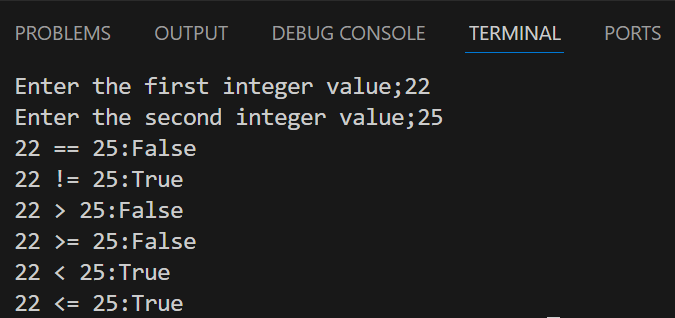 PROBLEMS OUTPUT DEBUG CONSOLE TERMINAL PORTS
Enter the first integer value;22
Enter the second integer value;25
22 == 25:False
22 != 25:True
22 > 25:False
22 >= 25:False
22 < 25:True
22 <= 25:True